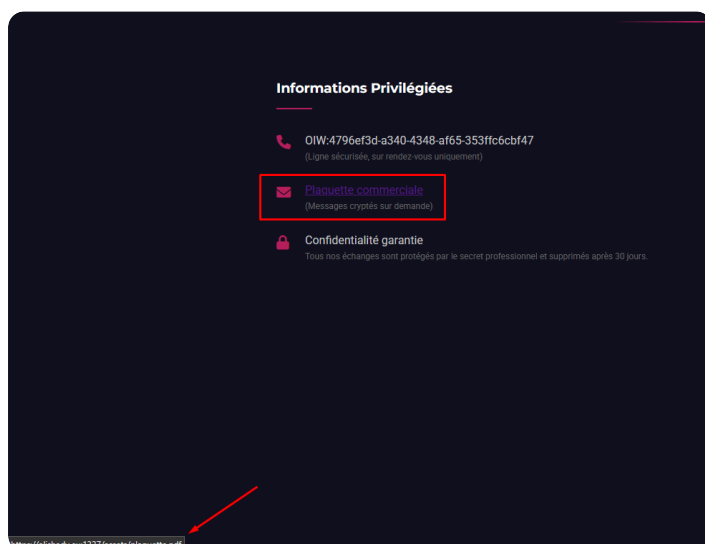 Informations Privilégiées
OIW:4796ef3d-a340-4348-af65-353ffc6cbf47
(Ligne sécurisée, sur rendez-vous uniquement)
Plaquette commerciale
(Messages cryptés sur demande)
Confidentialité garantie
Tous nos échanges sont protégés par le secret professionnel et supprimés après 30 jours.